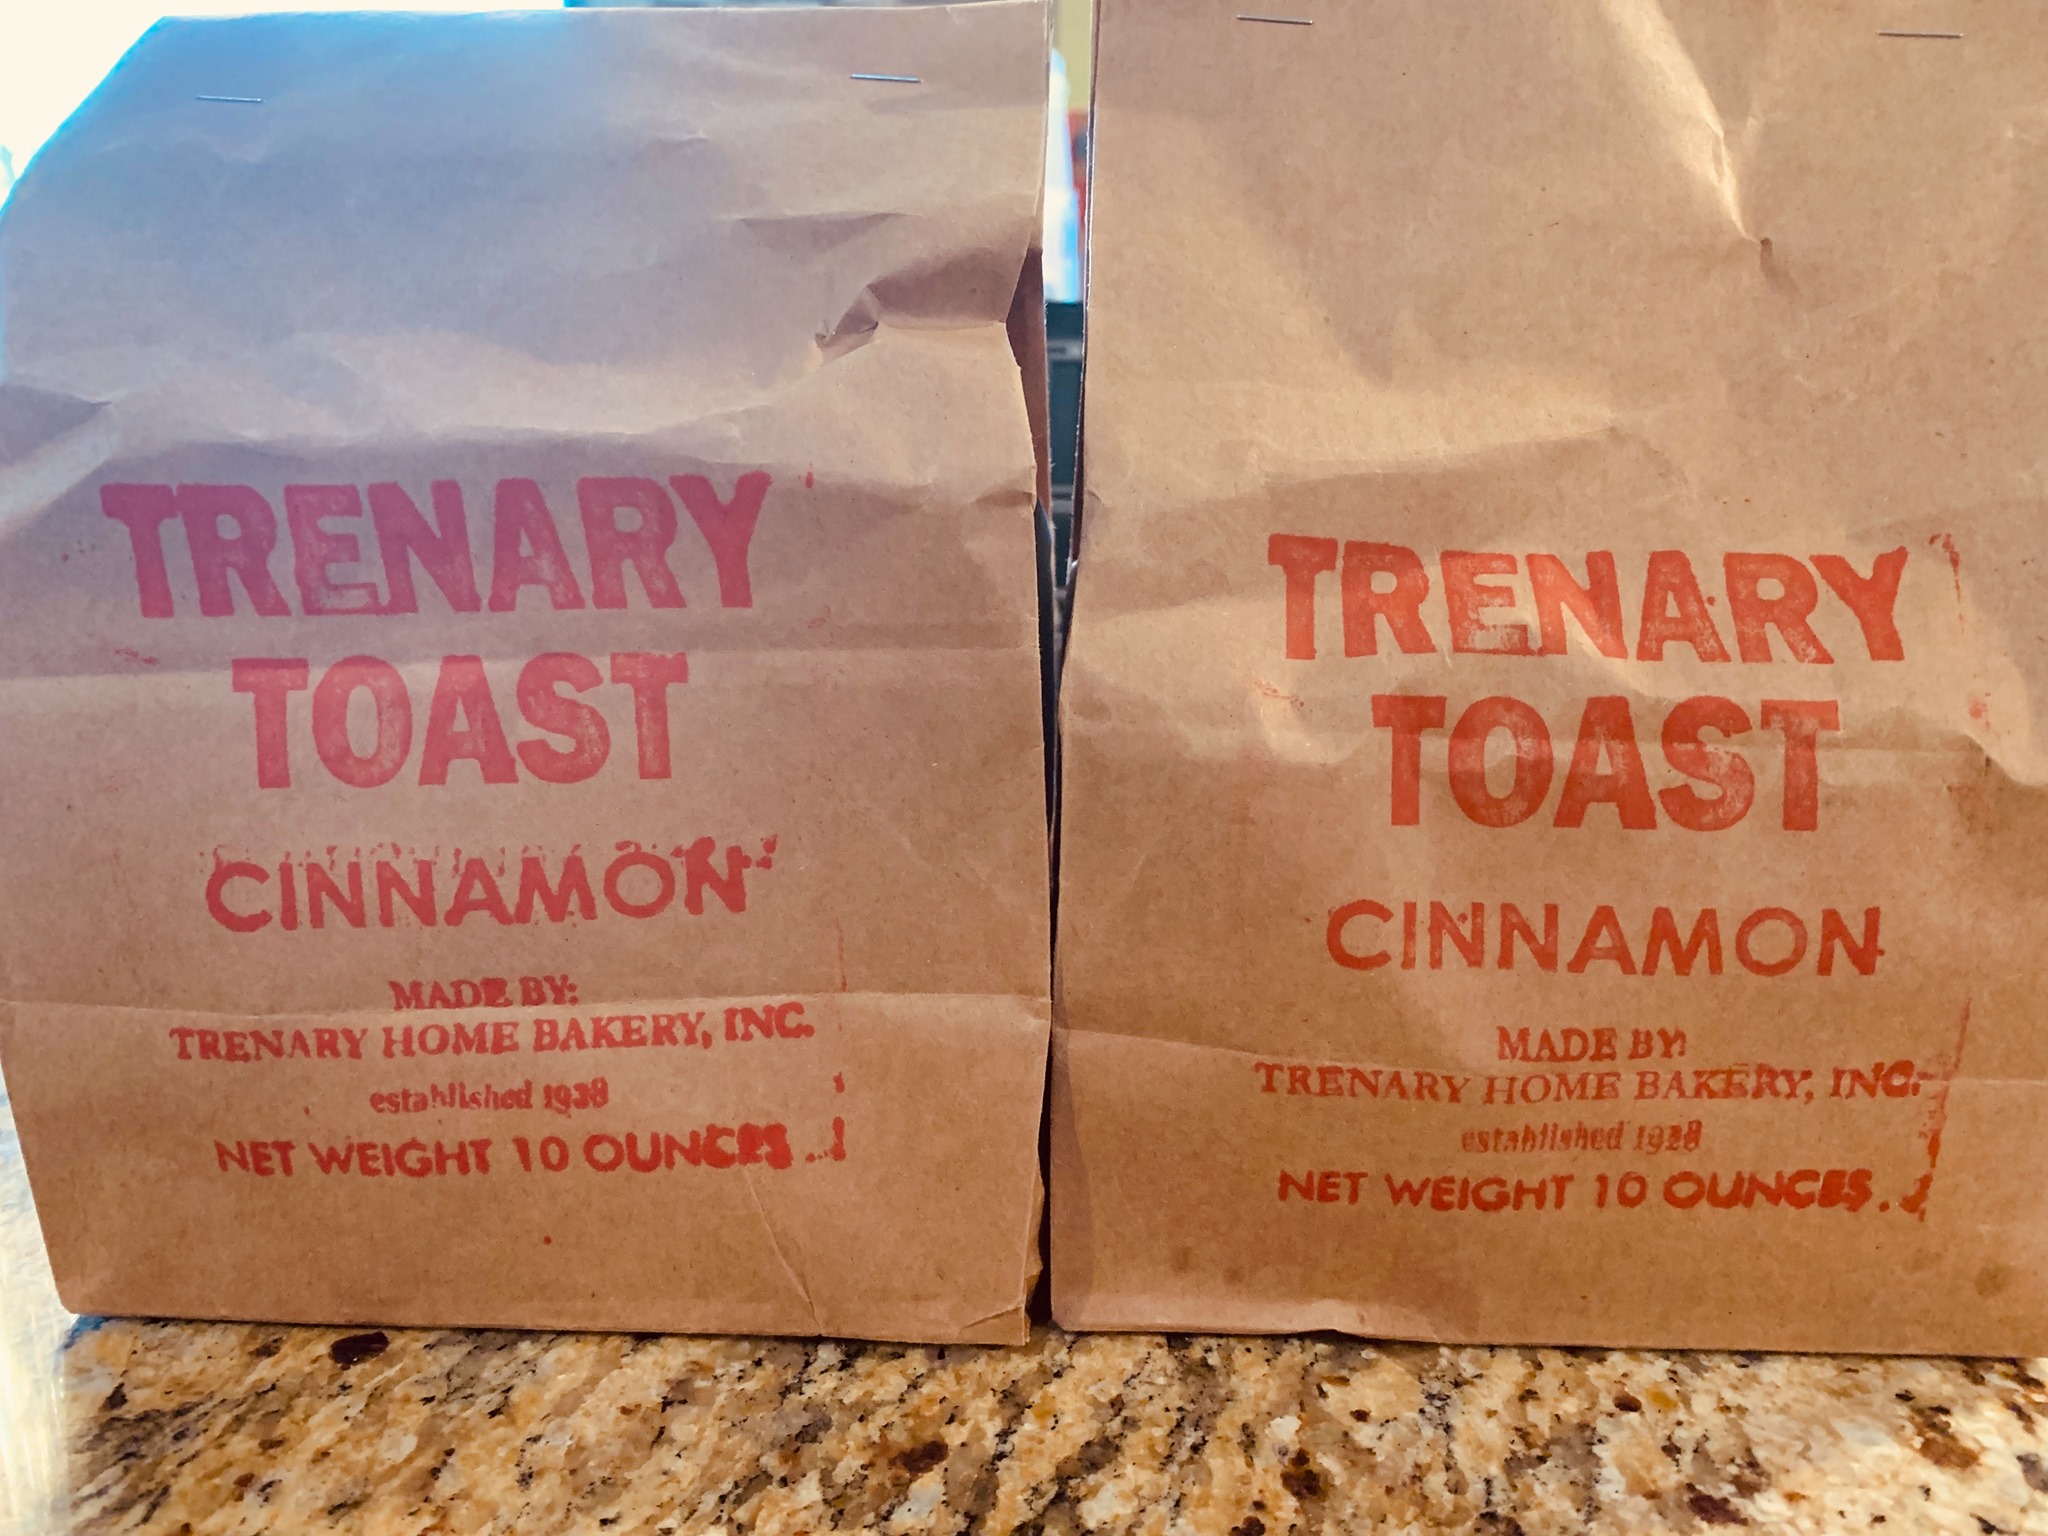 TRENARY
TOAST
CINNAMON
MADE BY:
TRENARY HOME BAKERY, INC.
established 1928
NET WEIGHT 10 OUNCES
TRENARY
TOAST
CINNAMON
MADE BY:
TRENARY HOME BAKERY, INC.
established 1928
NET WEIGHT 10 OUNCES.